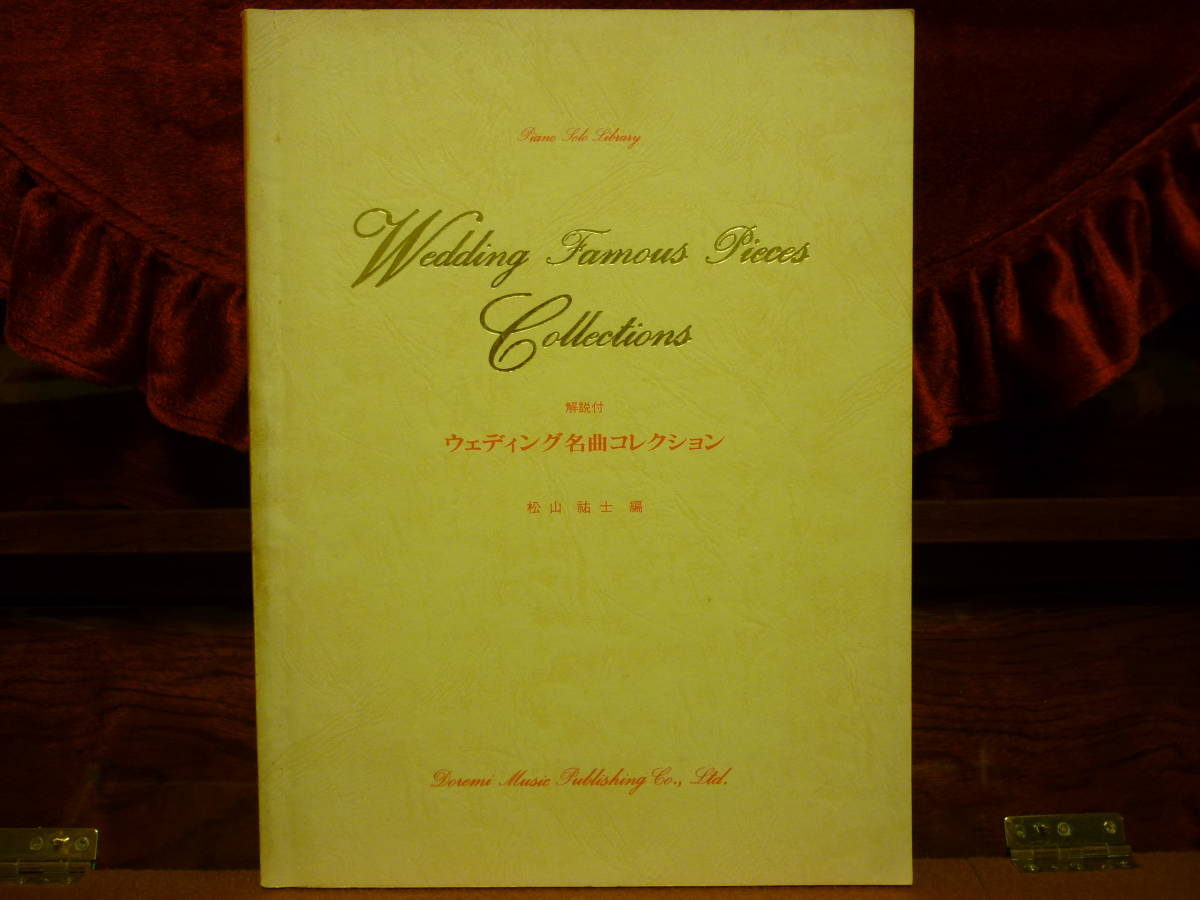 Piano Solo Library
Wedding Famous Pieces
Collections
解説付
ウェディング名曲コレクション
松山 祐士 編
Doremi Music Publishing Co., Ltd.